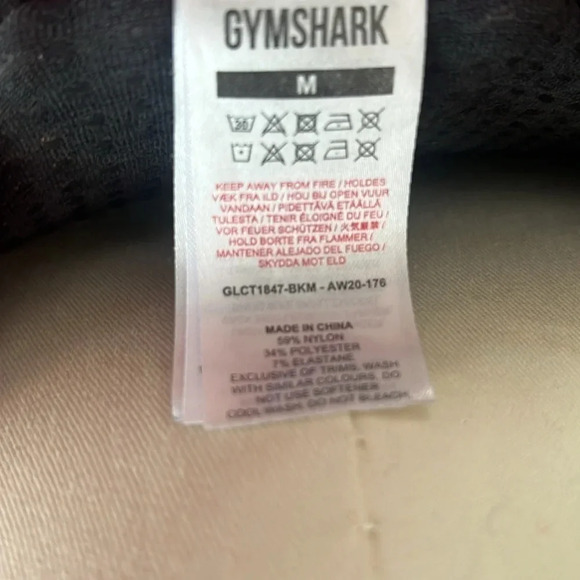 GYMSHARK
M
30
KEEP AWAY FROM FIRE / HOLDES
VÆK FRA ILD / HOU BIJ OPEN VUUR
VANDAAN / PIDETTÄVÄ ETÄÄLLÄ
TULESTA / TENIR ÉLOIGNÉ DU FEU /
VOR FEUER SCHÜTZEN / 火気厳禁 /
HOLD BORTE FRA FLAMMER /
MANTENER ALEJADO DEL FUEGO /
SKYDDA MOT ELD
GLCT1847-BKM - AW20-176
MADE IN CHINA
59% NYLON
34% POLYESTER
7% ELASTANE
EXCLUSIVE OF TRIMS. WASH
WITH SIMILAR COLOURS. DO
NOT USE SOFTENER
COOL WASH. DO NOT BLEACH.